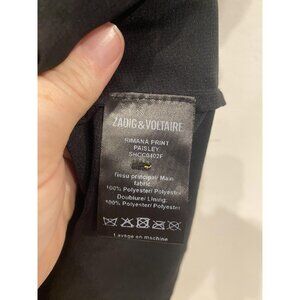 ZADIG & VOLTAIRE
RIMANA PRINT
PAISLEY
SHCC0402F
Tissu principal/ Main
fabric:
100% Polyester/ Polyester
Doublure/ Lining:
100% Polyester/ Polyester
Lavage en machine